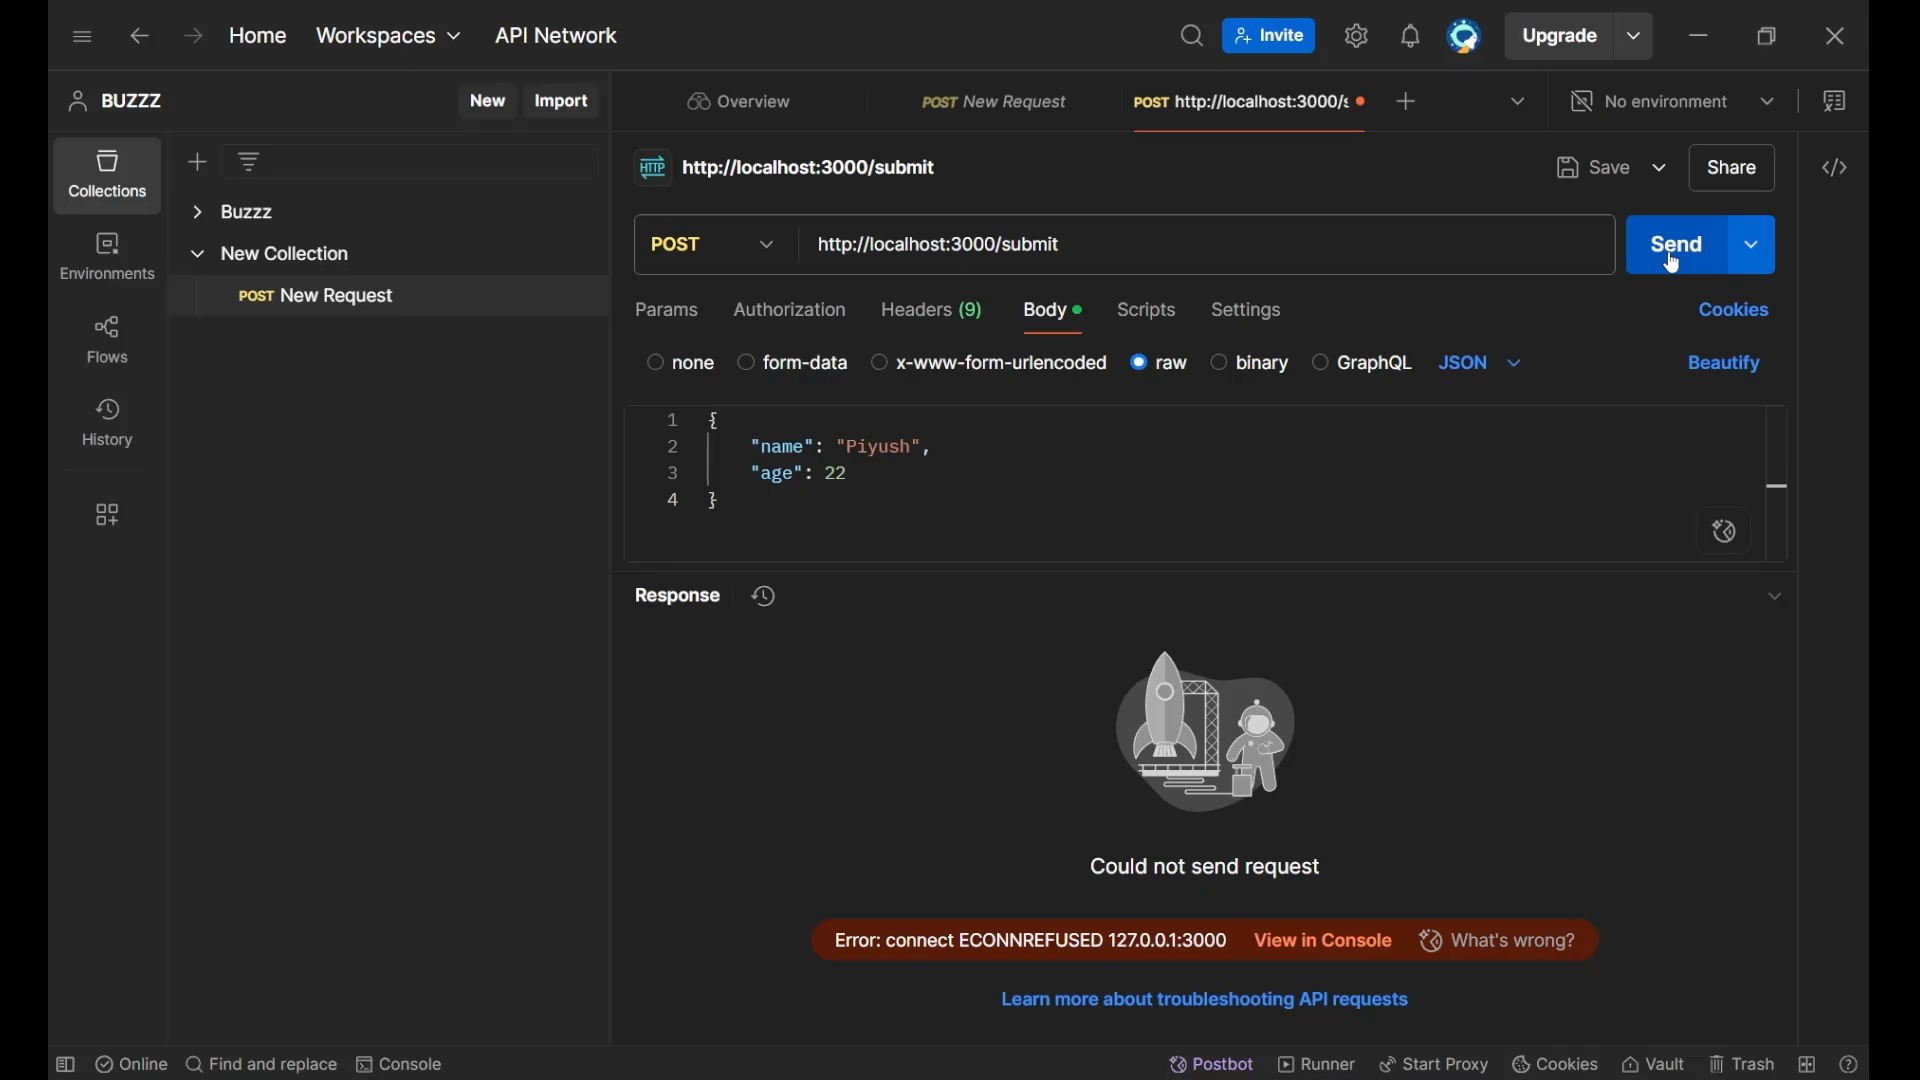 Home Workspaces API Network Invite Upgrade
BUZZZ New Import Overview POST New Request POST http://localhost:3000/s No environment
Collections
HTTP http://localhost:3000/submit Save Share
Buzzz
Environments
New Collection
POST http://localhost:3000/submit Send
POST New Request
Params Authorization Headers (9) Body Scripts Settings Cookies
Flows
none form-data x-www-form-urlencoded raw binary GraphQL JSON Beautify
History
1 {
2 "name": "Piyush",
3 "age": 22
4 }
Response
Could not send request
Error: connect ECONNREFUSED 127.0.0.1:3000 View in Console What's wrong?
Learn more about troubleshooting API requests
Online Find and replace Console Postbot Runner Start Proxy Cookies Vault Trash